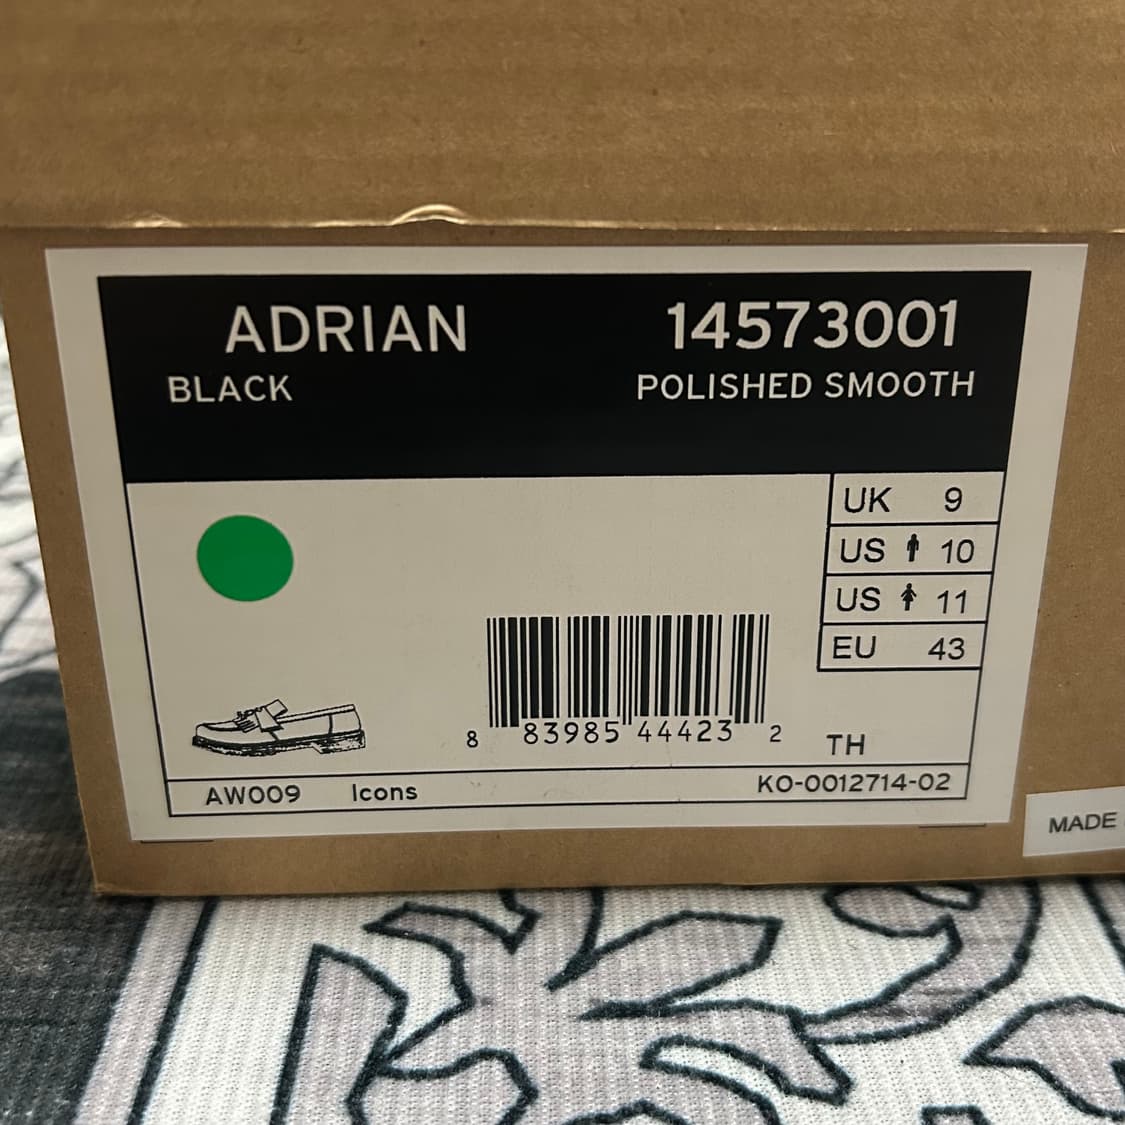 ADRIAN 14573001
BLACK POLISHED SMOOTH
UK 9
US 10
US 11
EU 43
8 83985 44423 2
TH
AW009 Icons KO-0012714-02
MADE